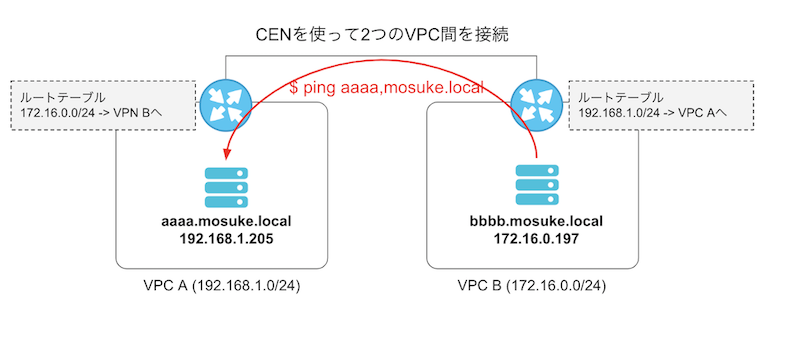 CENを使って2つのVPC間を接続
$ ping aaaa,mosuke.local
ルートテーブル
172.16.0.0/24 -> VPN Bへ
ルートテーブル
192.168.1.0/24 -> VPC Aへ
aaaa.mosuke.local
192.168.1.205
bbbb.mosuke.local
172.16.0.197
VPC A (192.168.1.0/24)
VPC B (172.16.0.0/24)